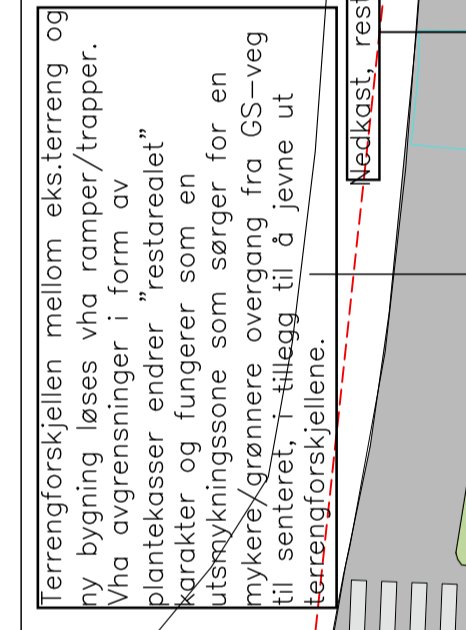 Terrengforskjellen mellom eks.terreng og
ny bygning løses vha ramper/trapper.
Vha avgrensninger i form av
plantekasser endrer ”restarealet”
karakter og fungerer som en
utsmykningssone som sørger for en
mykere/grønnere overgang fra GS-veg
til senteret, i tillegg til å jevne ut
terrengforskjellene.
Nedkast, rest